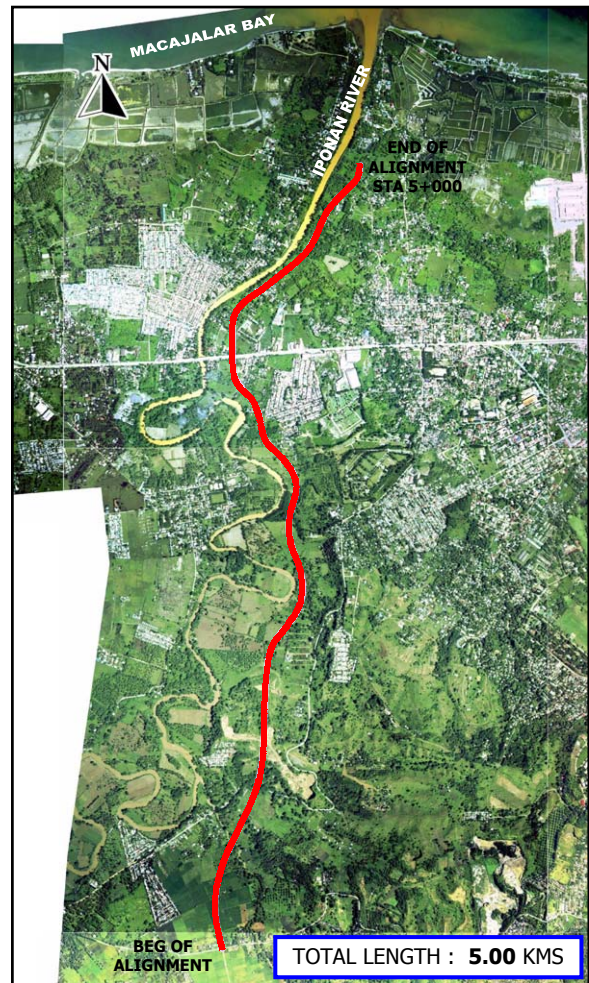 MACAJALAR BAY
N
IPONAN RIVER
END OF
ALIGNMENT
STA 5+000
BEG OF
ALIGNMENT
TOTAL LENGTH : 5.00 KMS